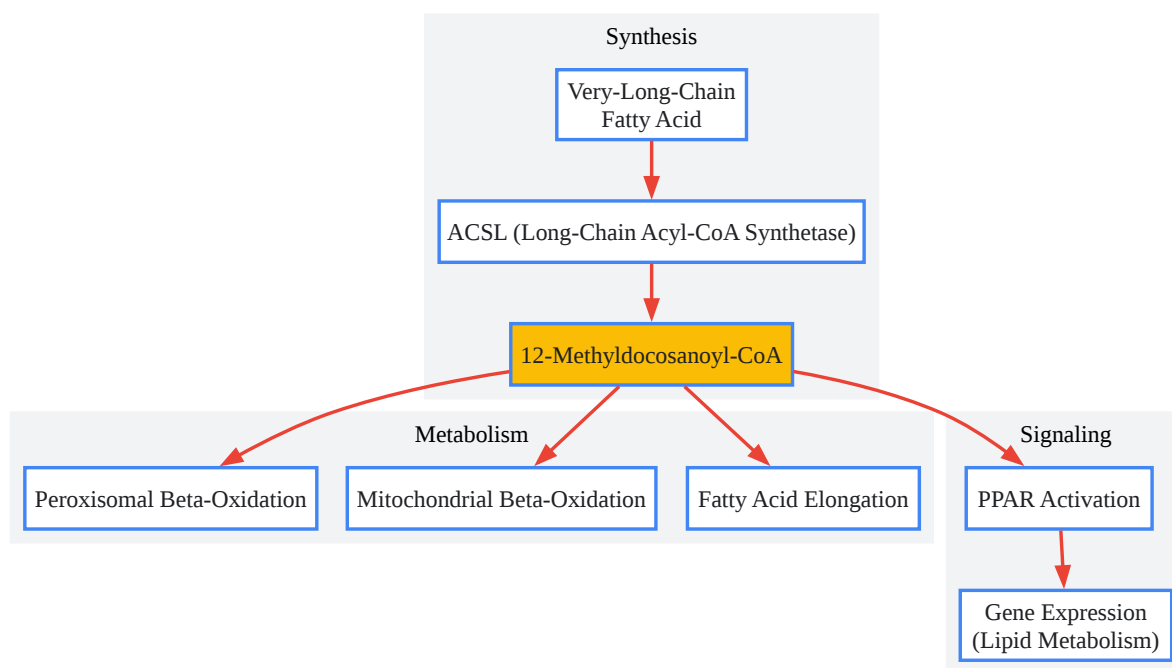 Synthesis
Very-Long-Chain
Fatty Acid
ACSL (Long-Chain Acyl-CoA Synthetase)
12-Methyldocosanoyl-CoA
Metabolism
Signaling
Peroxisomal Beta-Oxidation
Mitochondrial Beta-Oxidation
Fatty Acid Elongation
PPAR Activation
Gene Expression
(Lipid Metabolism)